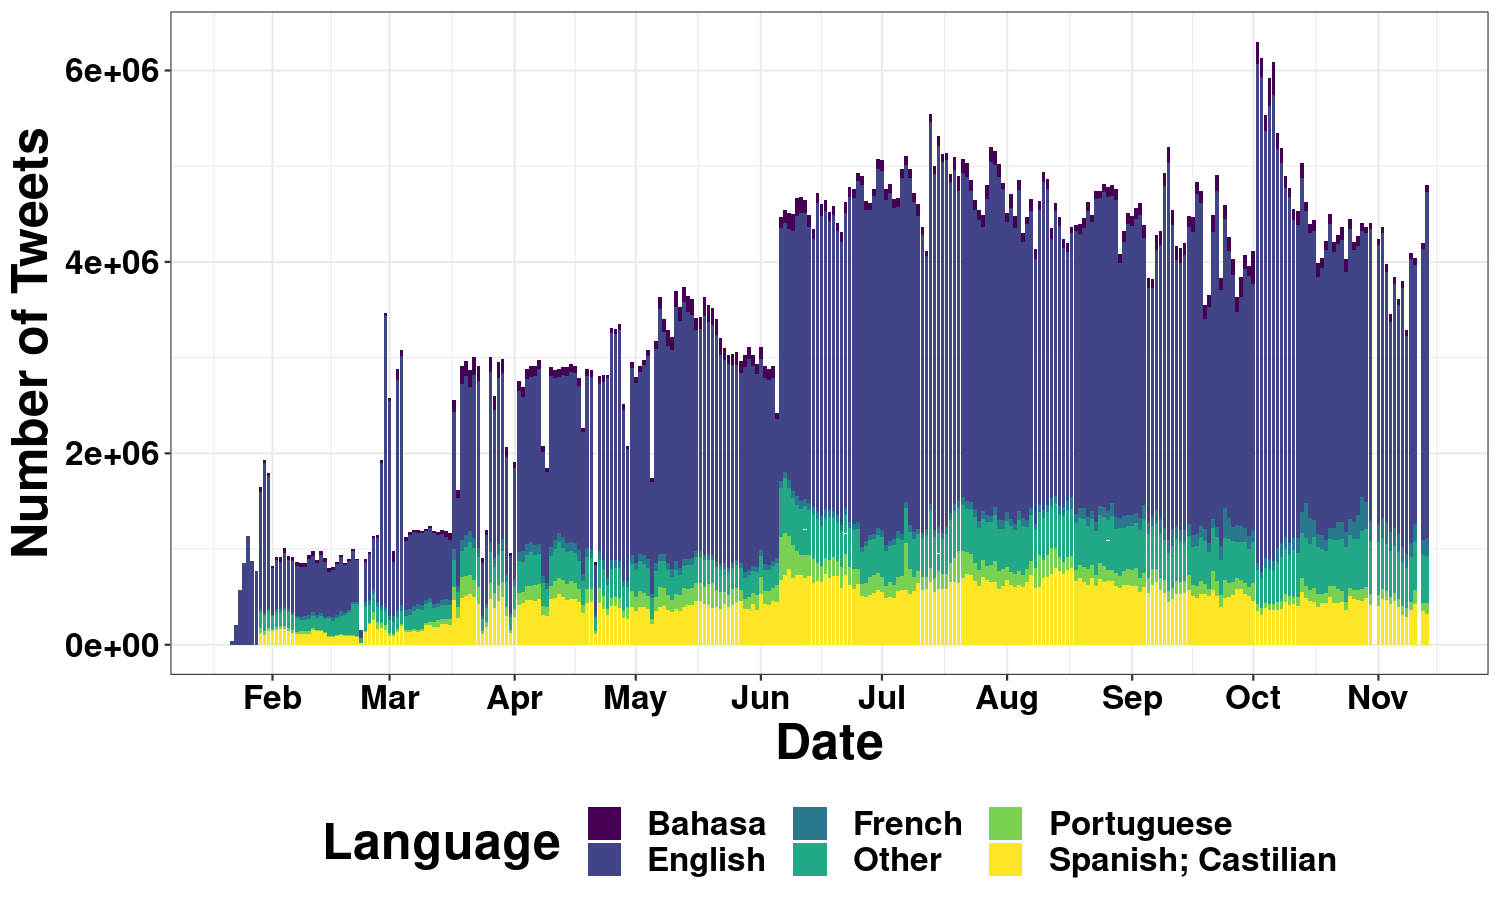 Number of Tweets
6e+06
4e+06
2e+06
0e+00
Feb Mar Apr May Jun Jul Aug Sep Oct Nov
Date
Language
Bahasa French Portuguese
English Other Spanish; Castilian